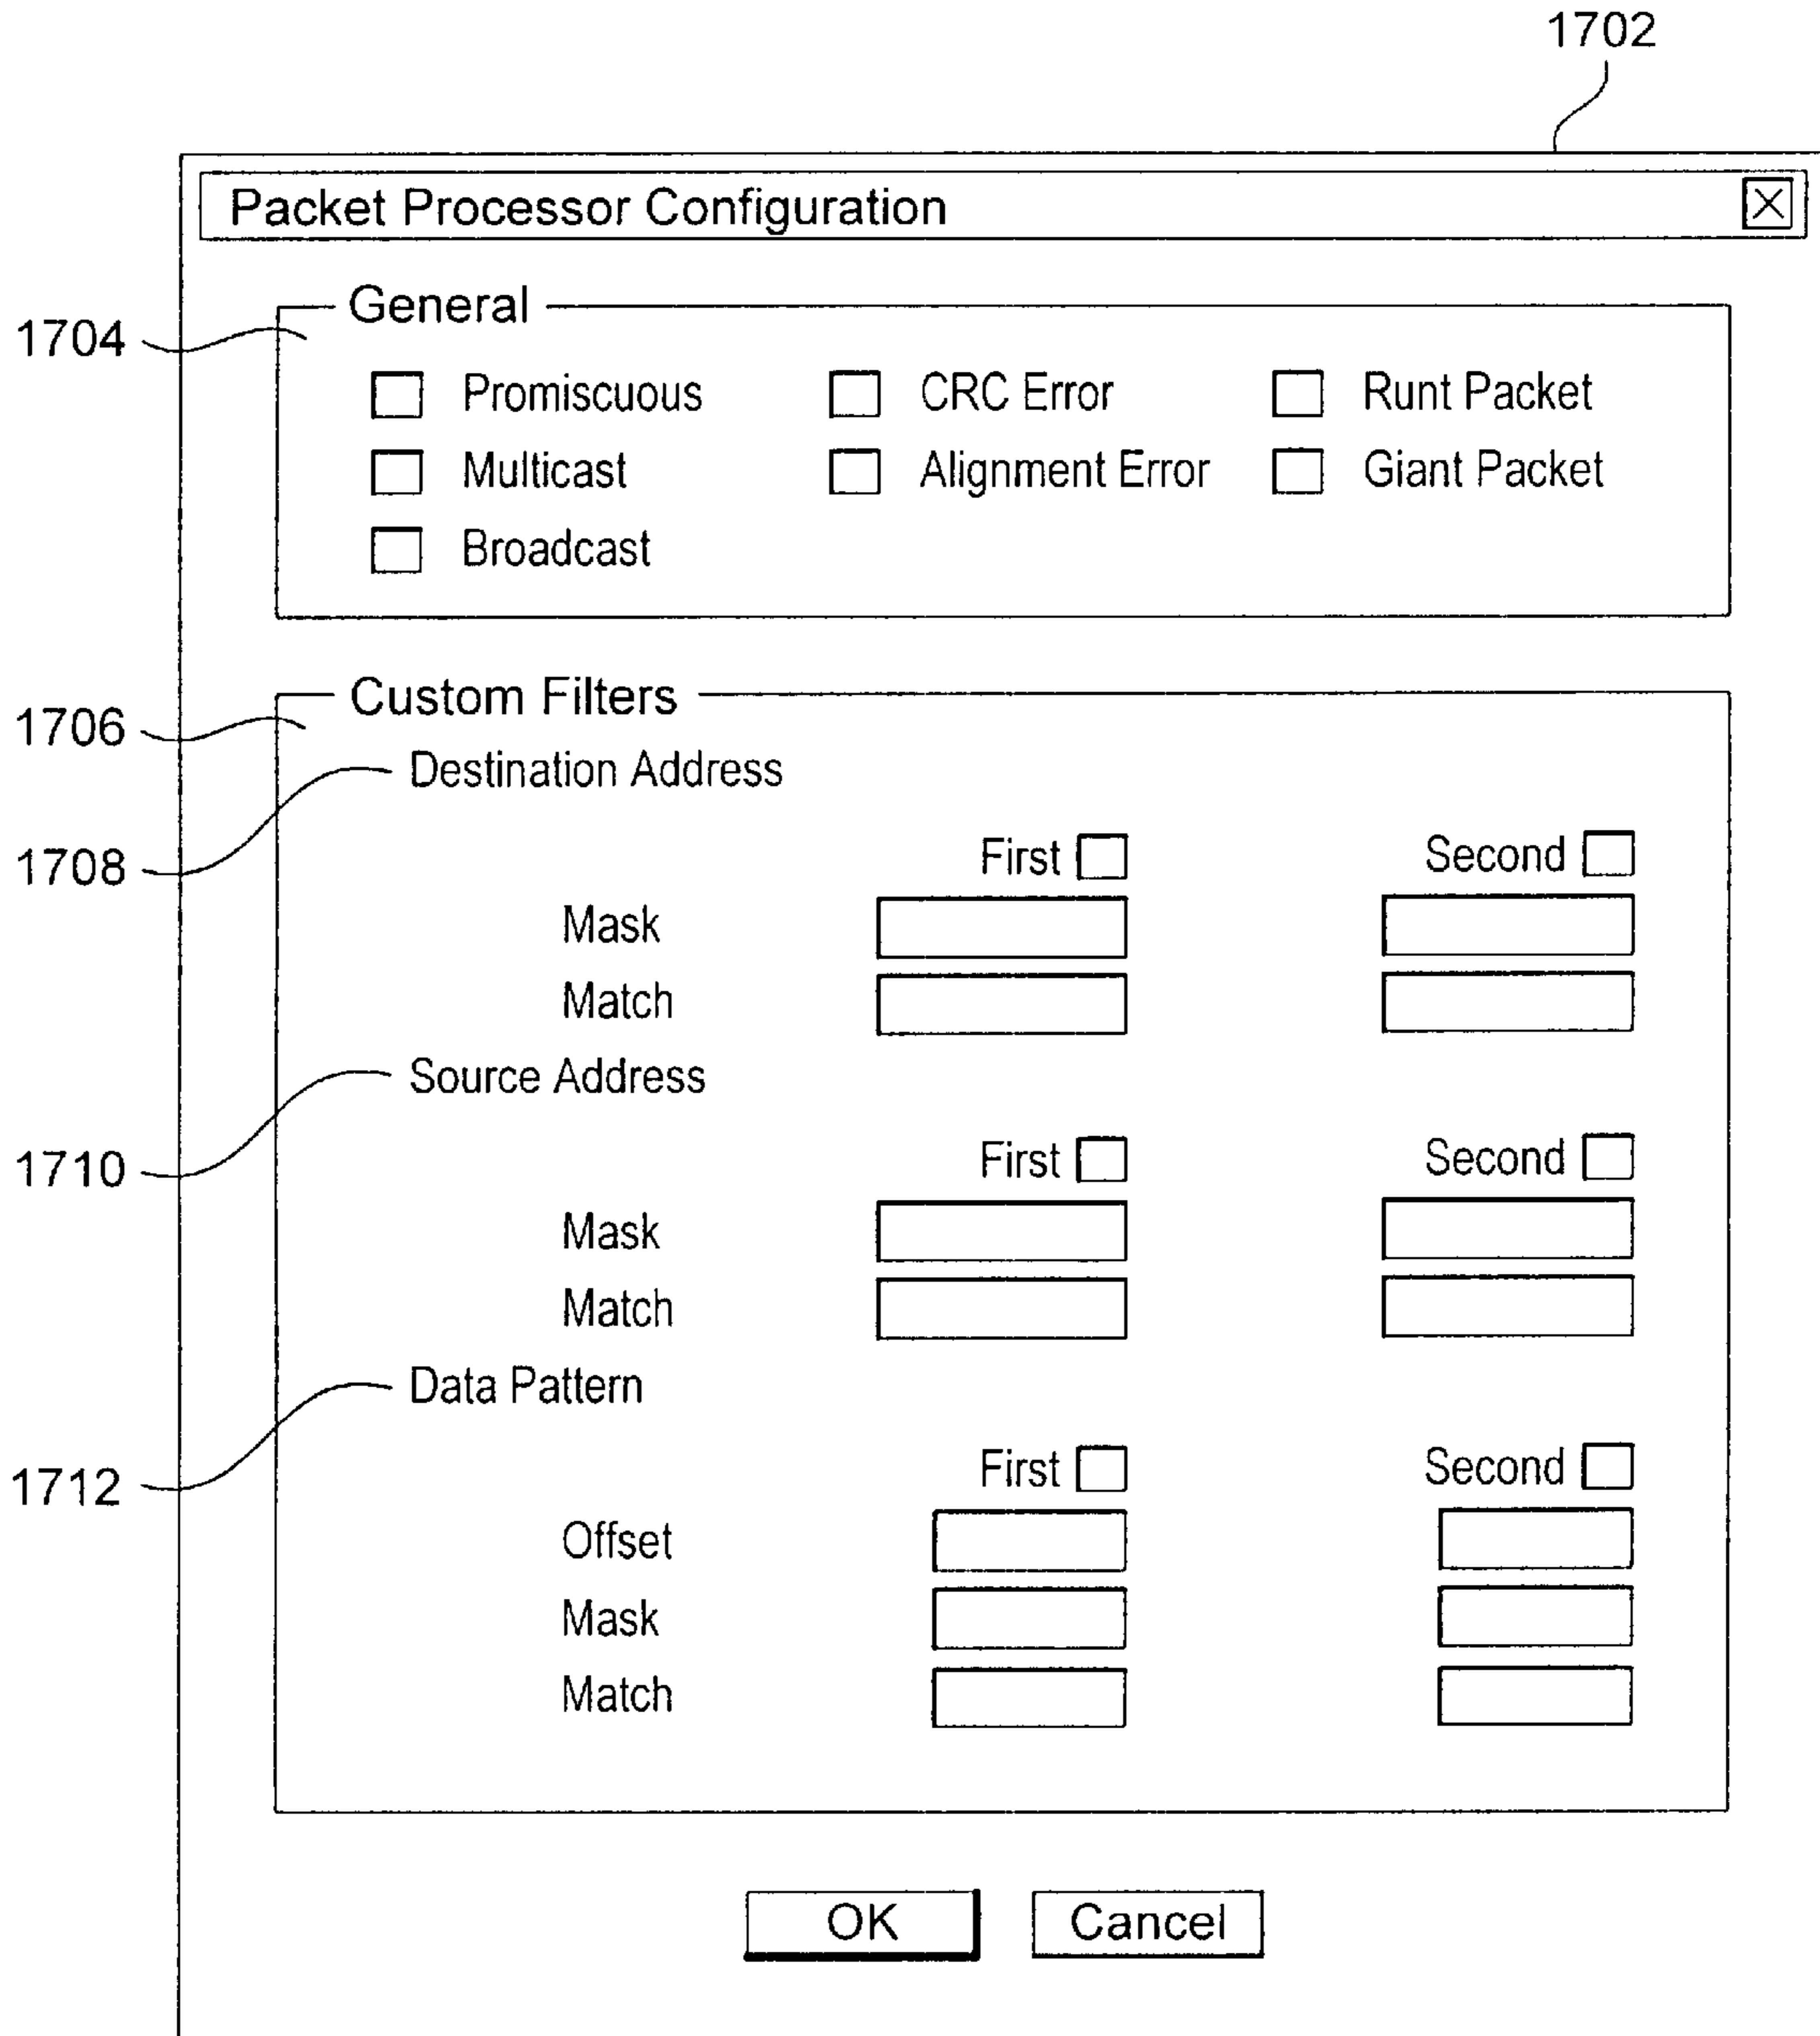 1702
Packet Processor Configuration
General
1704
Promiscuous CRC Error Runt Packet
Multicast Alignment Error Giant Packet
Broadcast
Custom Filters
1706
Destination Address
1708
First Second
Mask
Match
Source Address
1710
First Second
Mask
Match
Data Pattern
1712
First Second
Offset
Mask
Match
OK Cancel